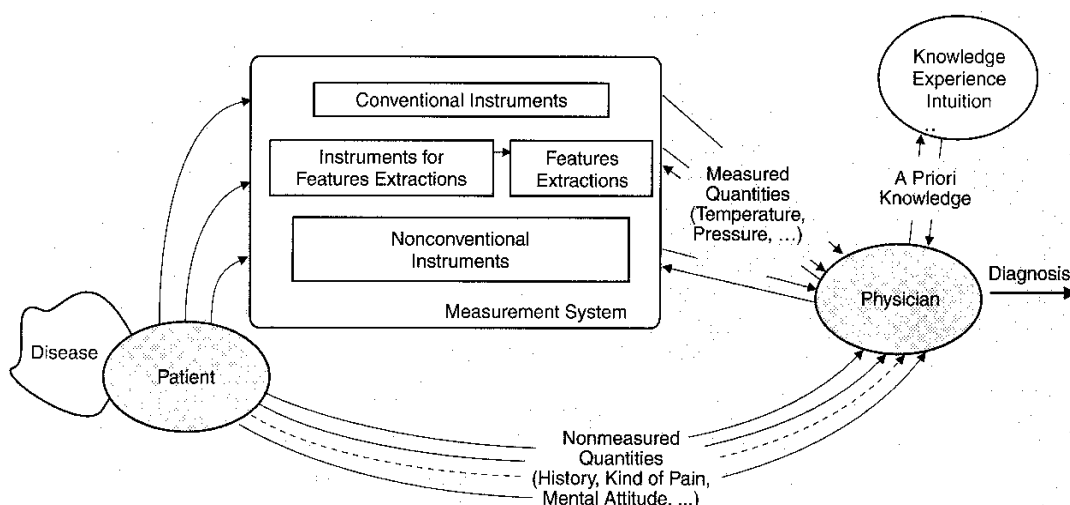 Conventional Instruments
Instruments for
Features Extractions
Features
Extractions
Nonconventional
Instruments
Measurement System
Measured
Quantities
(Temperature,
Pressure, ...)
Knowledge
Experience
Intuition
A Priori
Knowledge
Physician
Diagnosis
Disease
Patient
Nonmeasured
Quantities
(History, Kind of Pain,
Mental Attitude, ...)